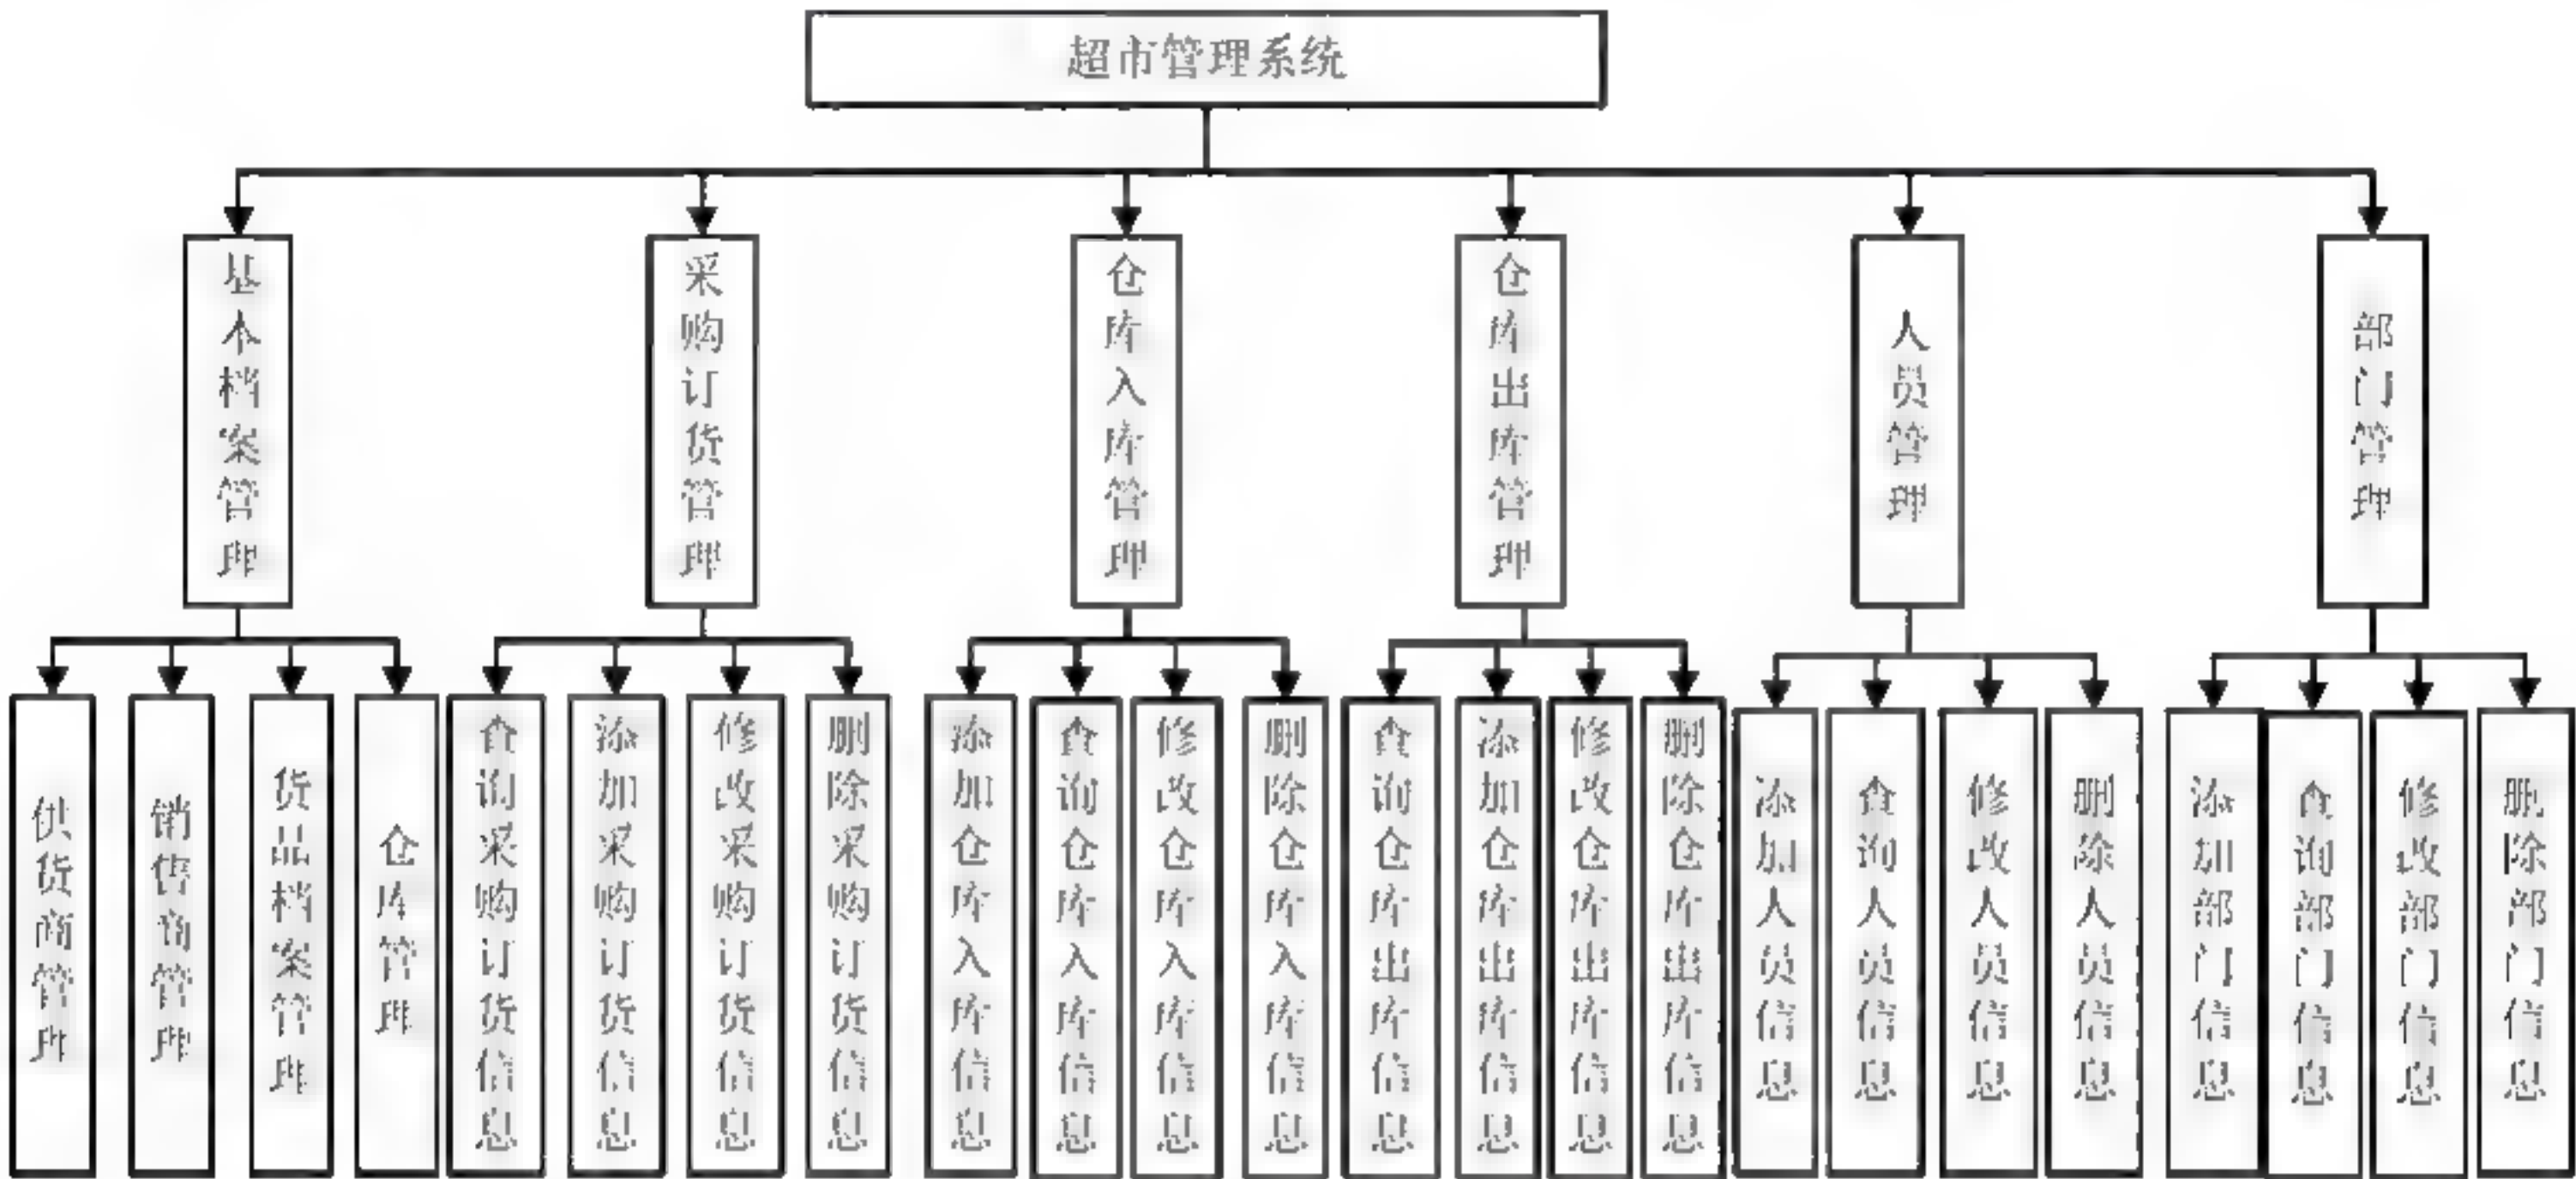 超市管理系统
基本档案管理
采购订货管理
仓库入库管理
仓库出库管理
人员管理
部门管理
供货商管理
销售商管理
货品档案管理
仓库管理
查询采购订货信息
添加采购订货信息
修改采购订货信息
删除采购订货信息
添加仓库入库信息
查询仓库入库信息
修改仓库入库信息
删除仓库入库信息
查询仓库出库信息
添加仓库出库信息
修改仓库出库信息
删除仓库出库信息
添加人员信息
查询人员信息
修改人员信息
删除人员信息
添加部门信息
查询部门信息
修改部门信息
删除部门信息